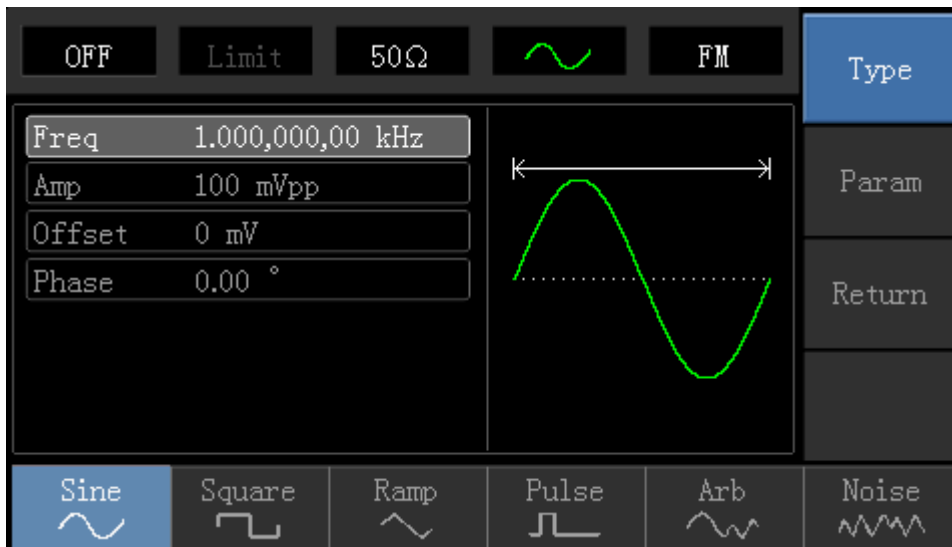 OFF Limit 50Ω FM
Type
Freq 1.000,000,00 kHz
Amp 100 mVpp
Offset 0 mV
Phase 0.00 °
Param
Return
Sine Square Ramp Pulse Arb Noise